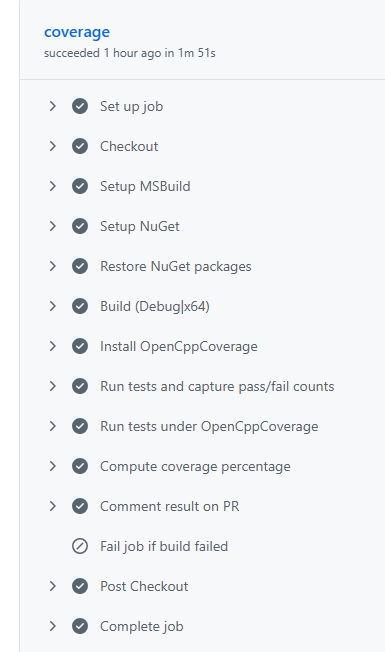 coverage
succeeded 1 hour ago in 1m 51s
Set up job
Checkout
Setup MSBuild
Setup NuGet
Restore NuGet packages
Build (Debug|x64)
Install OpenCppCoverage
Run tests and capture pass/fail counts
Run tests under OpenCppCoverage
Compute coverage percentage
Comment result on PR
Fail job if build failed
Post Checkout
Complete job